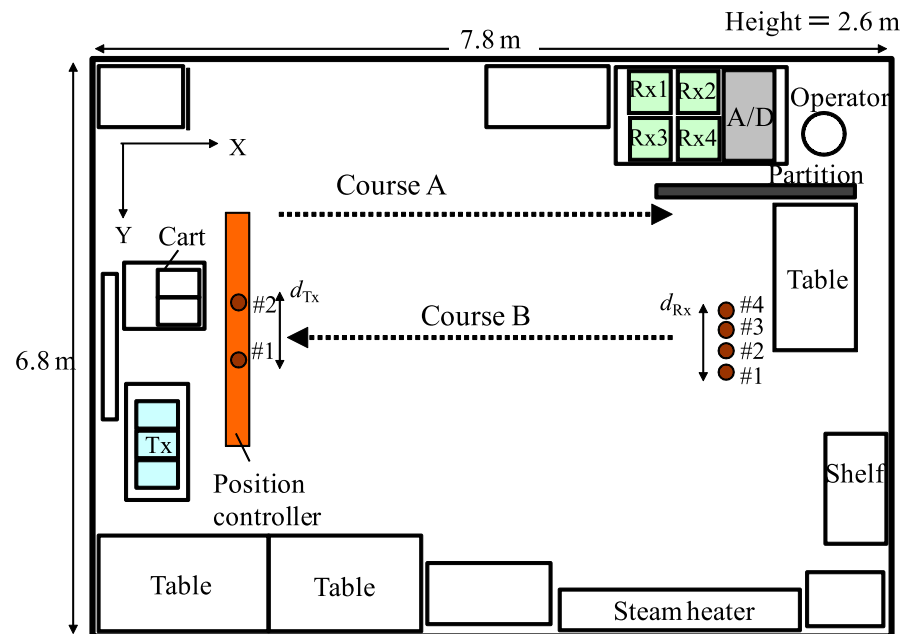 Height = 2.6 m
7.8 m
Rx1
Rx2
A/D
Operator
Rx3
Rx4
X
Partition
Course A
Y
Cart
Table
#2
dTx
dRx
#4
Course B
#3
#1
#2
#1
6.8 m
Tx
Shelf
Position
controller
Table
Table
Steam heater